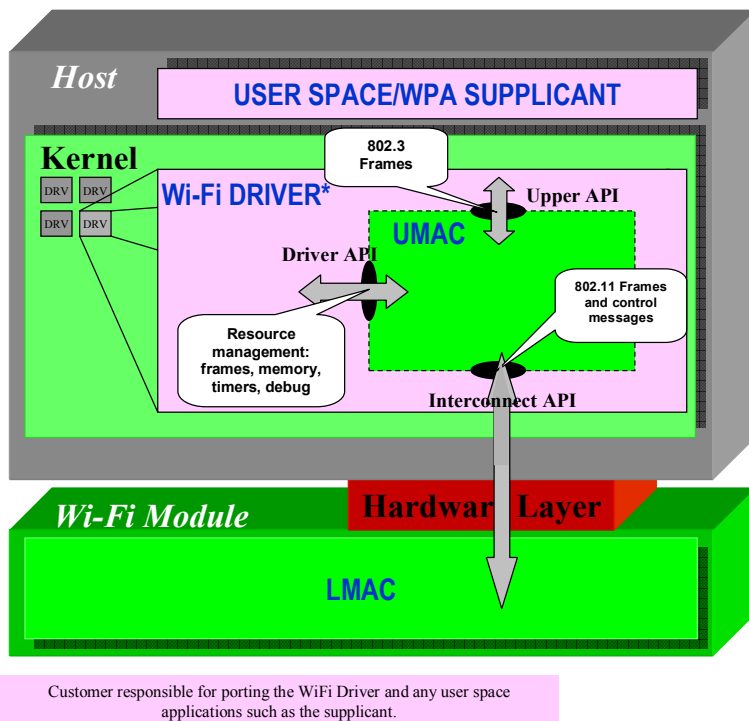 Host
USER SPACE/WPA SUPPLICANT
Kernel
DRV DRV
DRV DRV
802.3
Frames
Wi-Fi DRIVER*
Upper API
UMAC
Driver API
802.11 Frames
and control
messages
Resource
management:
frames, memory,
timers, debug
Interconnect API
Hardwar Layer
Wi-Fi Module
LMAC
Customer responsible for porting the WiFi Driver and any user space
applications such as the supplicant.